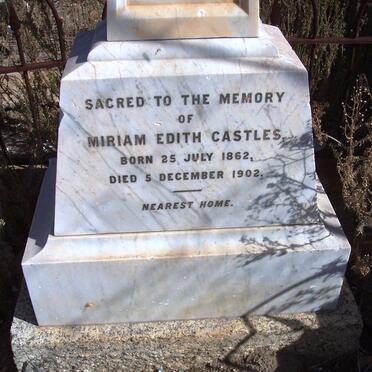 SACRED TO THE MEMORY
OF
MIRIAM EDITH CASTLES
BORN 25 JULY 1862,
DIED 5 DECEMBER 1902.
NEAREST HOME.